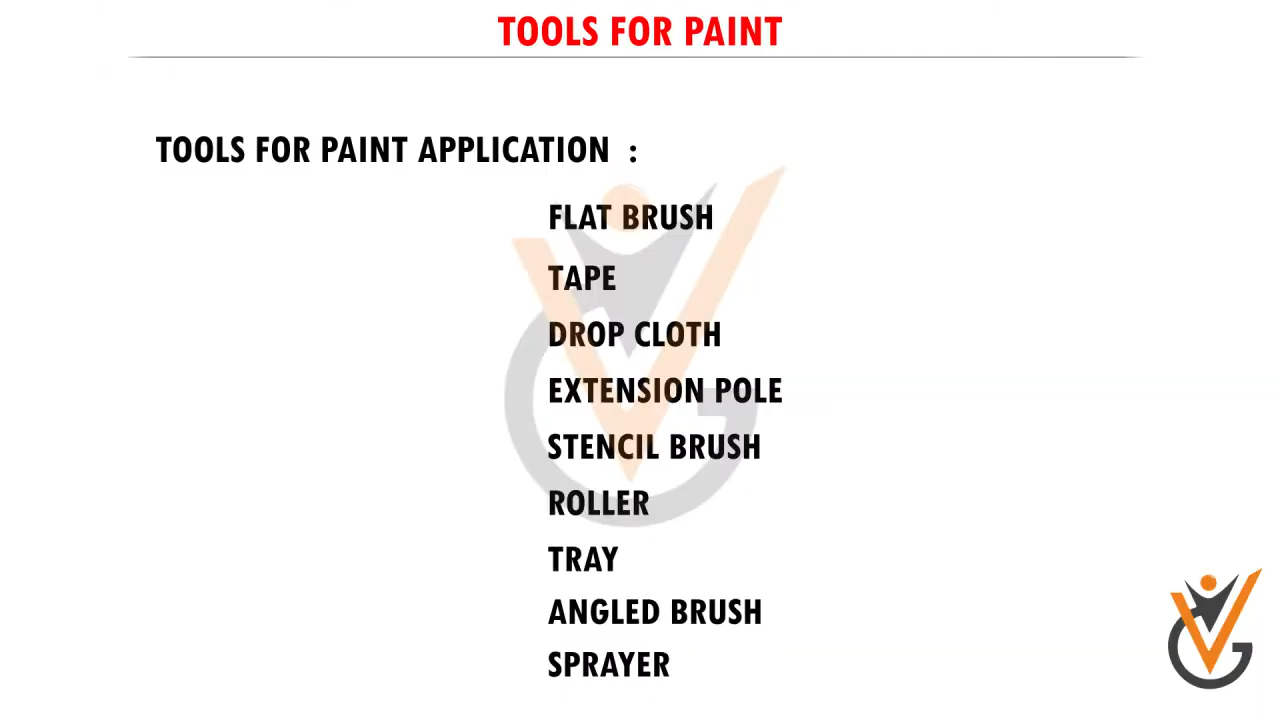 TOOLS FOR PAINT
TOOLS FOR PAINT APPLICATION :
FLAT BRUSH
TAPE
DROP CLOTH
EXTENSION POLE
STENCIL BRUSH
ROLLER
TRAY
ANGLED BRUSH
SPRAYER